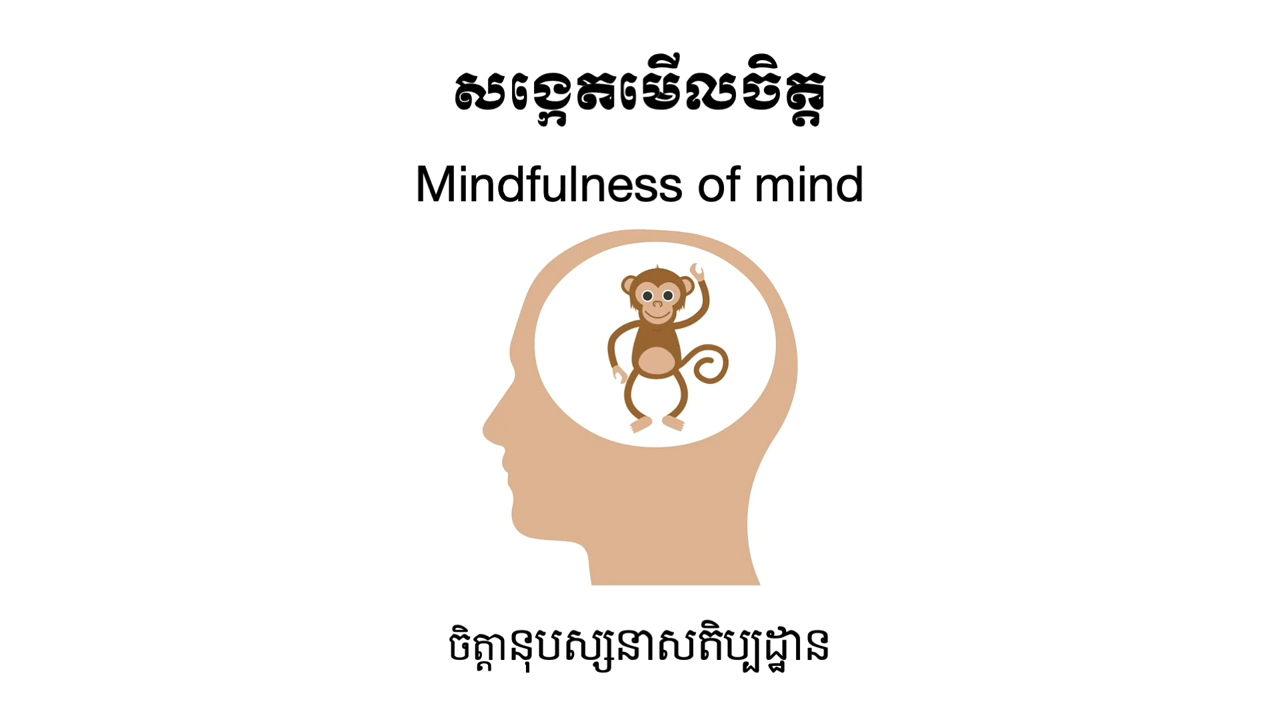 សង្កេតមើលចិត្ត
Mindfulness of mind
ចិត្តានុបស្សនាសតិប្បដ្ឋាន